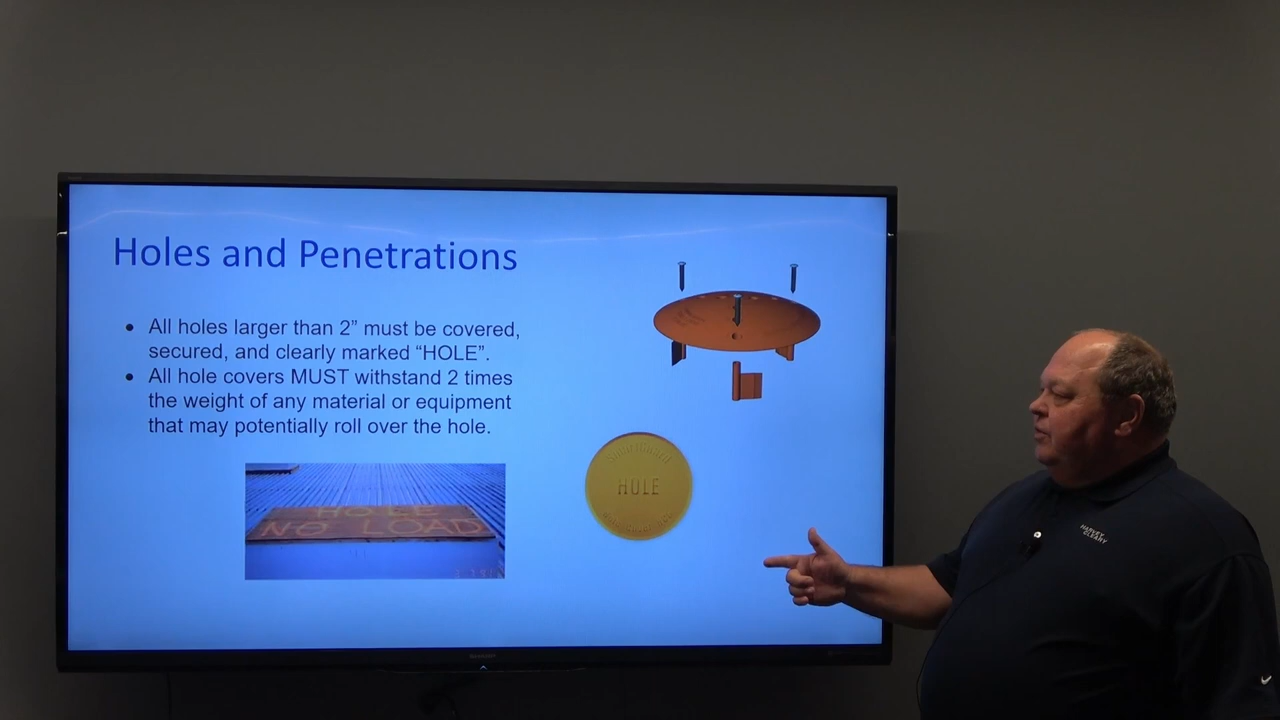 Holes and Penetrations
• All holes larger than 2” must be covered,
secured, and clearly marked “HOLE”.
• All hole covers MUST withstand 2 times
the weight of any material or equipment
that may potentially roll over the hole.
HOLE
NO LOAD
HOLE
HARVEY
CLEARY